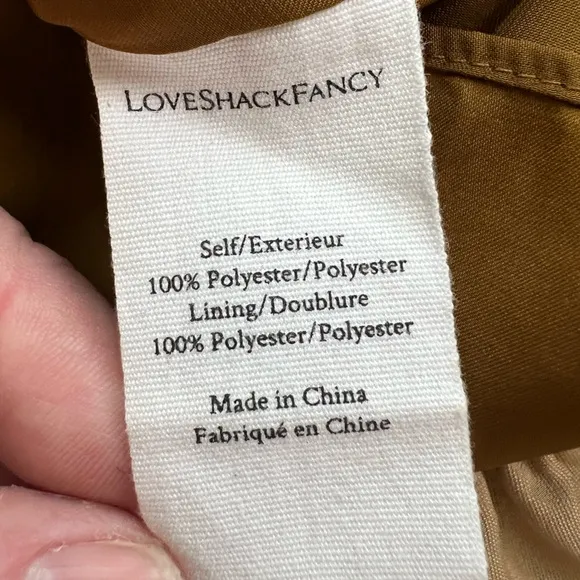 LoveShackFancy
Self/Exterieur
100% Polyester/Polyester
Lining/Doublure
100% Polyester/Polyester
Made in China
Fabriqué en Chine